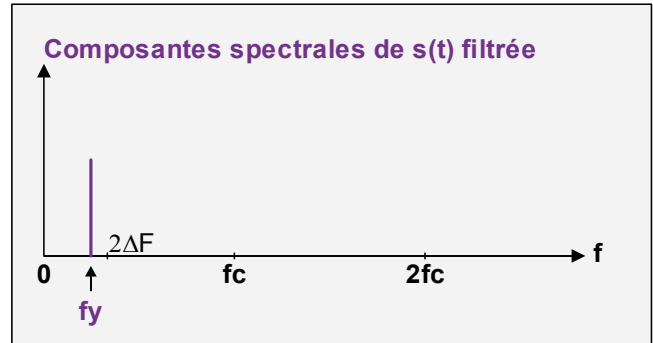 Composantes spectrales de s(t) filtrée
f
2ΔF
0 fc 2fc
fy